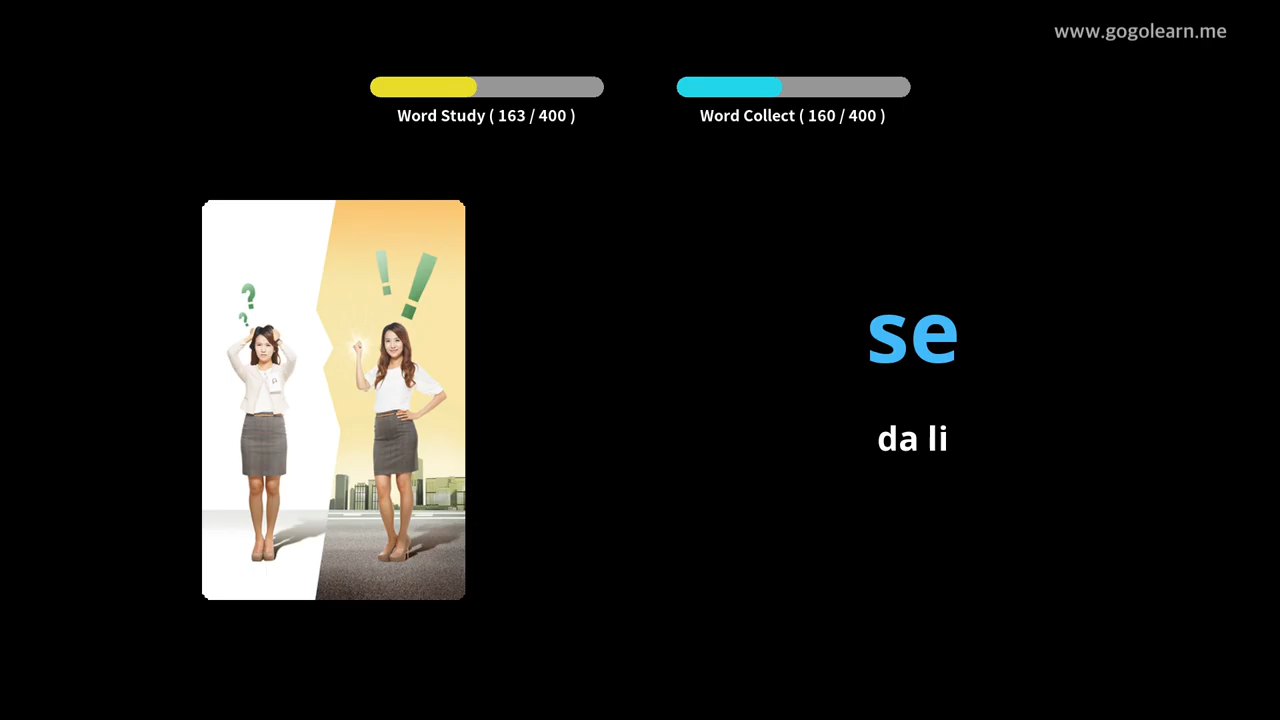 www.gogolearn.me
Word Study ( 163 / 400 )
Word Collect ( 160 / 400 )
? ?
! !
se
da li